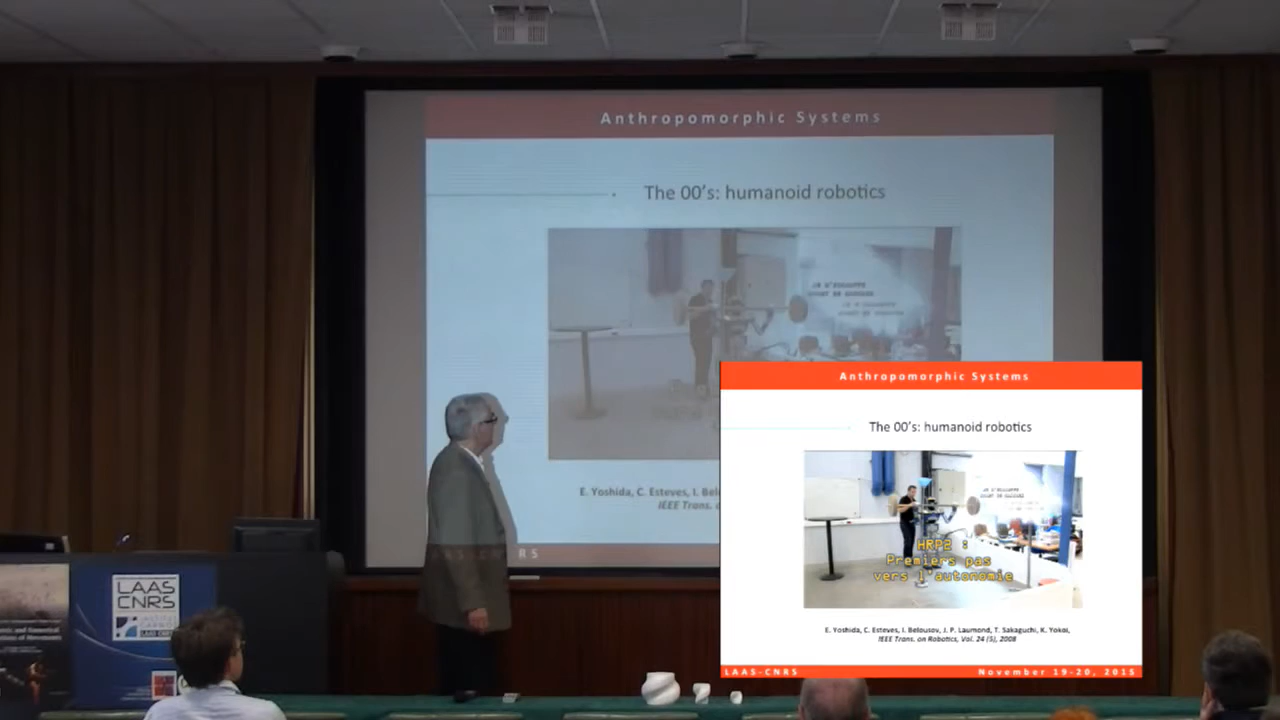 Anthropomorphic Systems
The 00's: humanoid robotics
E. Yoshida, C. Esteves, I. Bel
IEEE Trans.
LAAS-CNRS
Anthropomorphic Systems
The 00's: humanoid robotics
HRP2 :
Premiers pas
vers l'autonomie
E. Yoshida, C. Esteves, I. Belousov, J. P. Laumond, T. Sakaguchi, K. Yokoi,
IEEE Trans. on Robotics, Vol. 24 (5), 2008
LAAS-CNRS
November 19-20, 2015
LAAS
CNRS